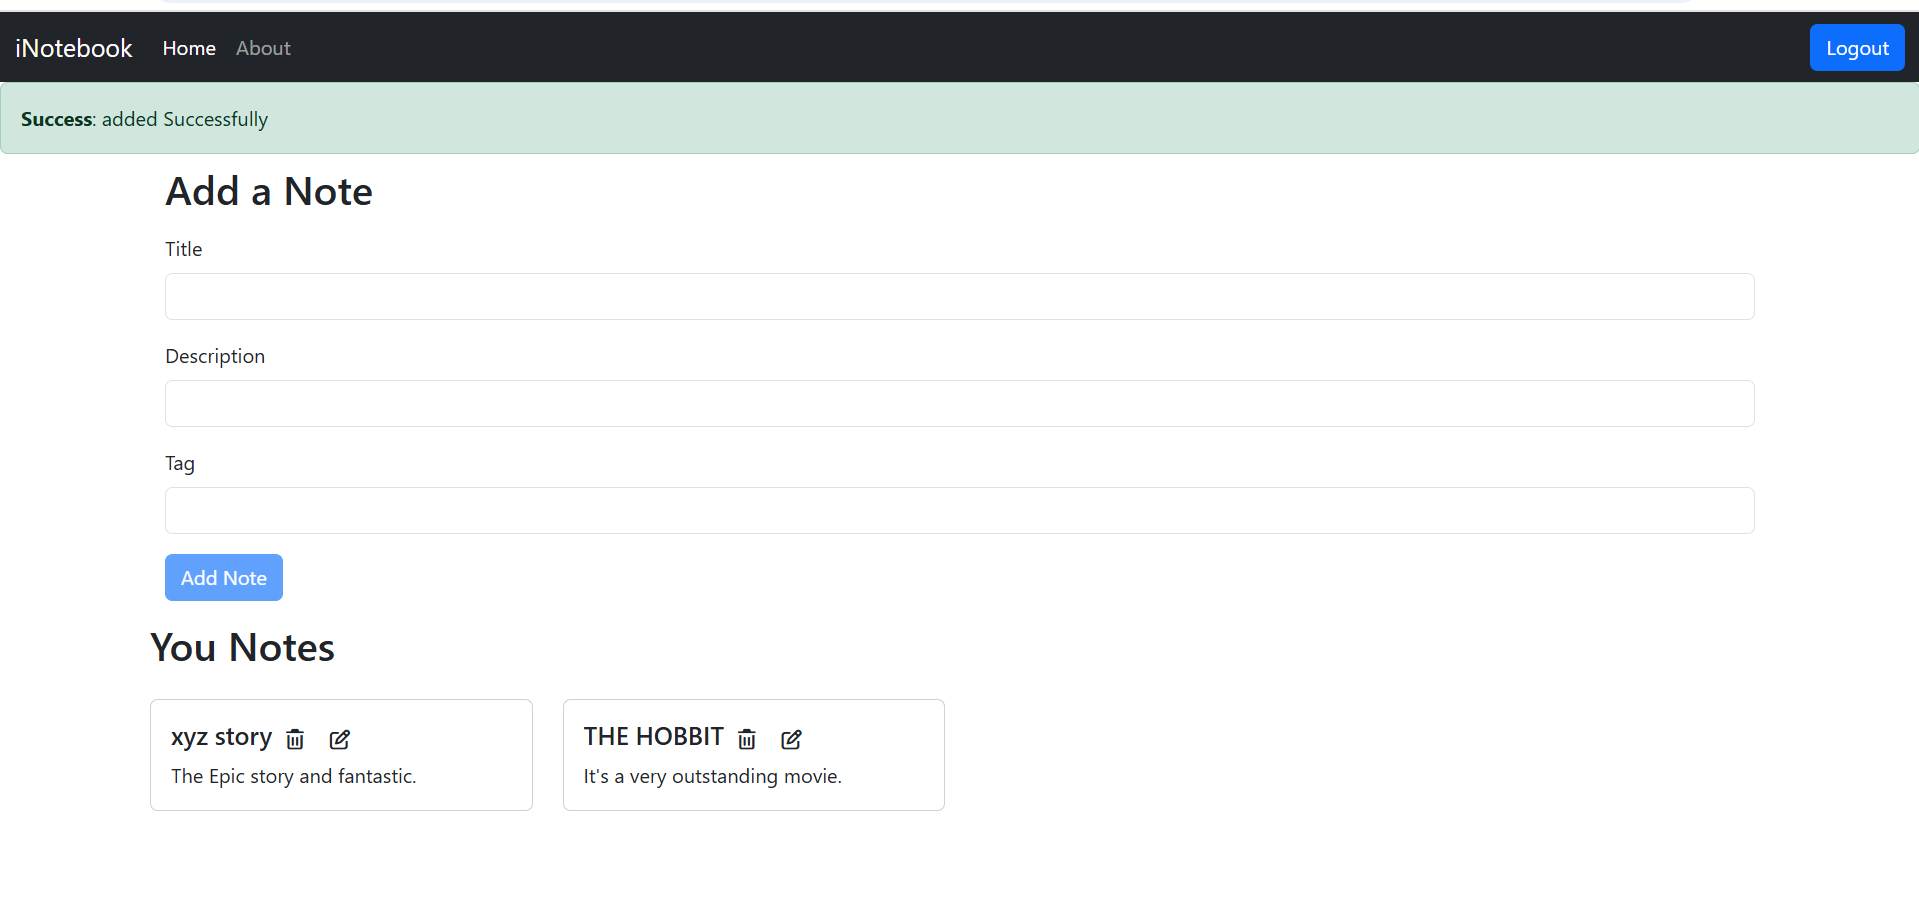 iNotebook Home About Logout
Success: added Successfully
Add a Note
Title
Description
Tag
Add Note
You Notes
xyz story
The Epic story and fantastic.
THE HOBBIT
It's a very outstanding movie.